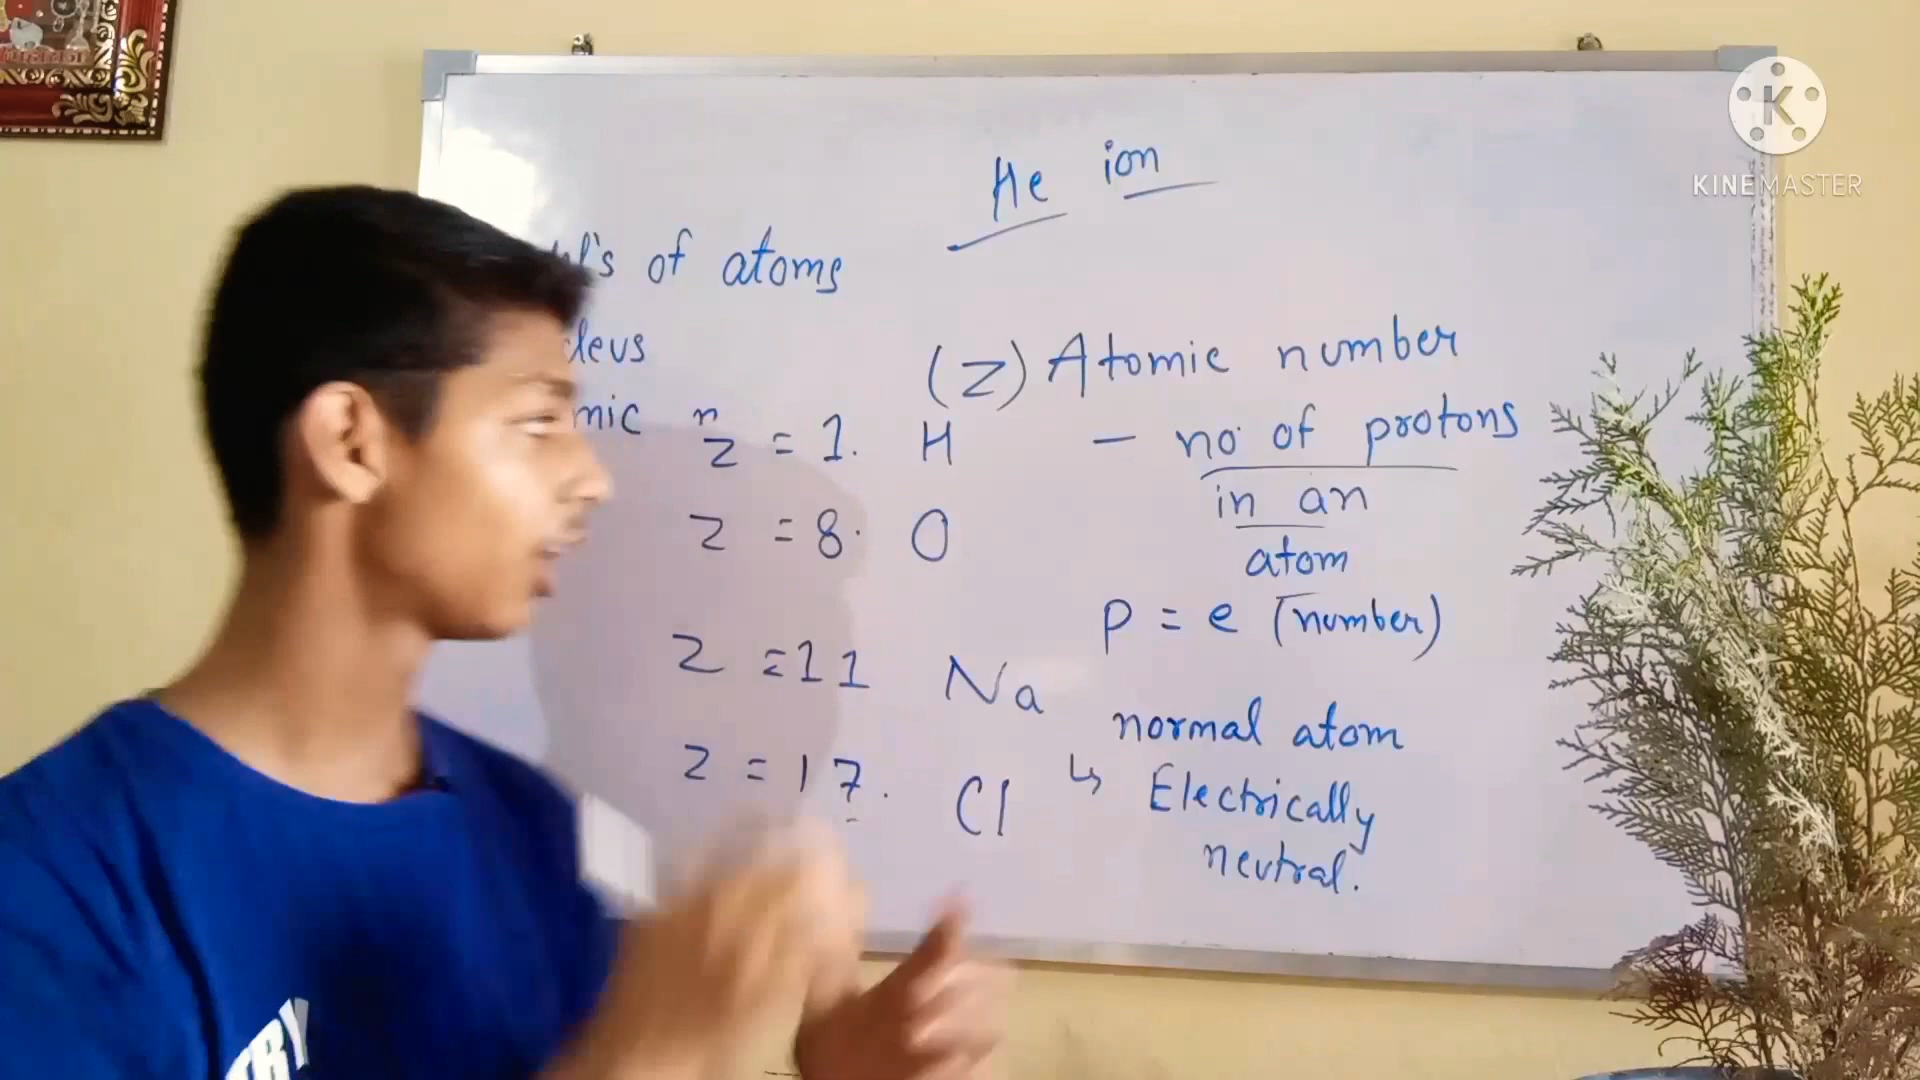 He ion
of atoms
(Z) Atomic number
- no of protons
in an
atom
p = e (number)
normal atom
↳ Electrically
neutral.
Z = 1. H
Z = 8. O
Z = 11 Na
Z = 17. Cl
KINEMASTER